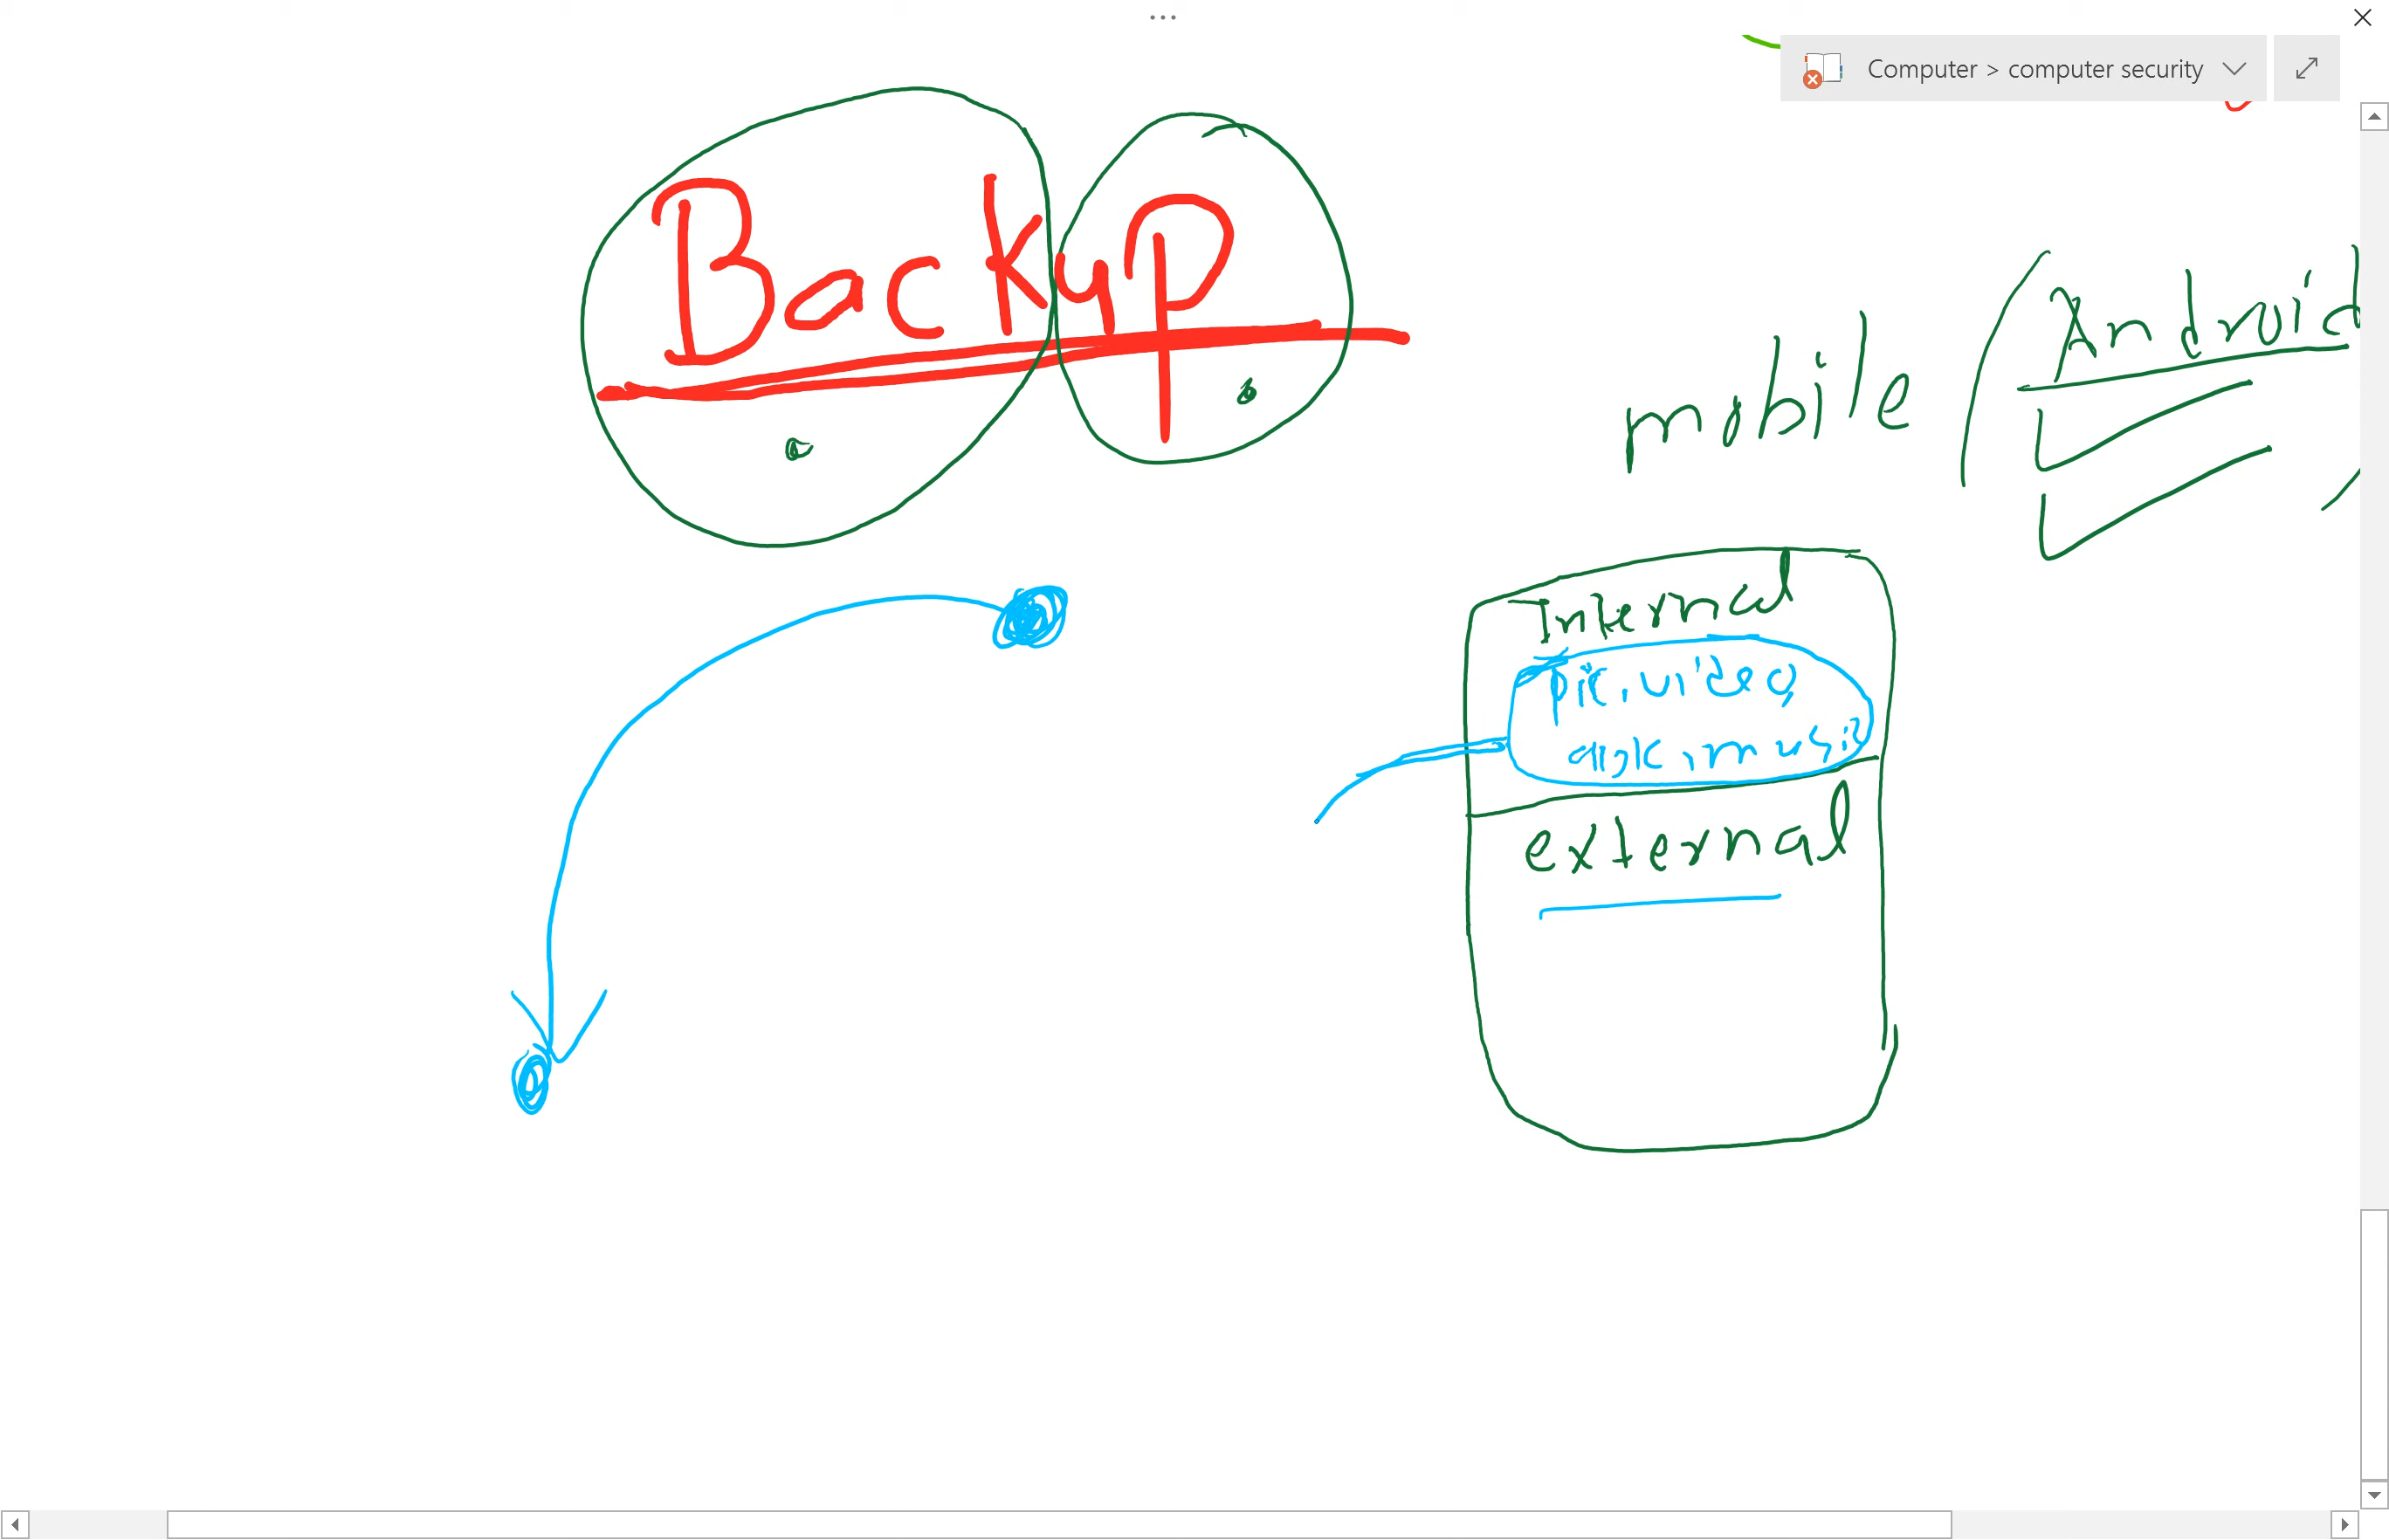 Computer > computer security
Backup
mobile (Android
Internal
pic, video,
apk, music
external